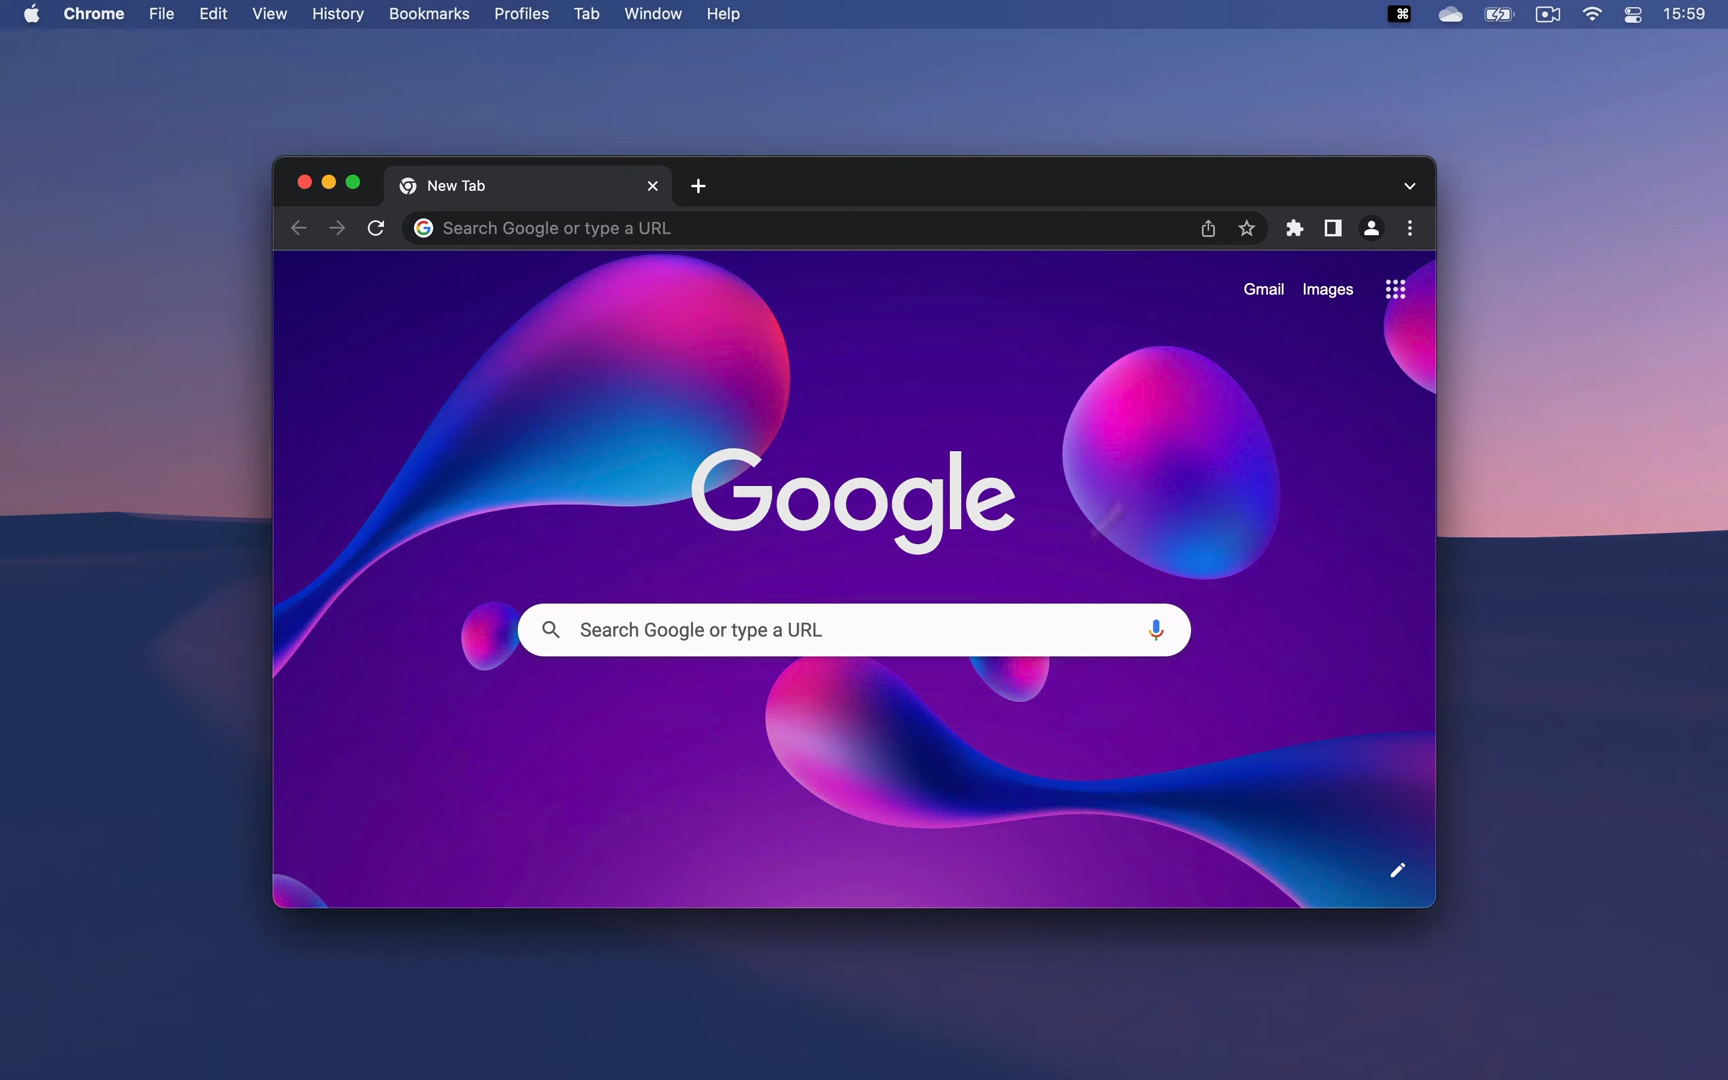 Chrome File Edit View History Bookmarks Profiles Tab Window Help 15:59
New Tab
Search Google or type a URL
Gmail Images
Google
Search Google or type a URL